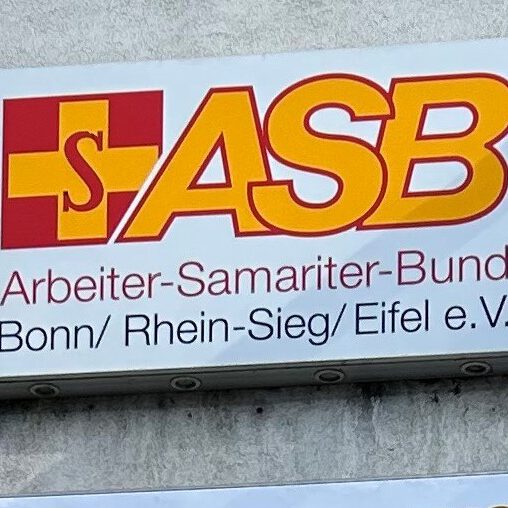 S ASB
Arbeiter-Samariter-Bund
Bonn/ Rhein-Sieg/ Eifel e.V.